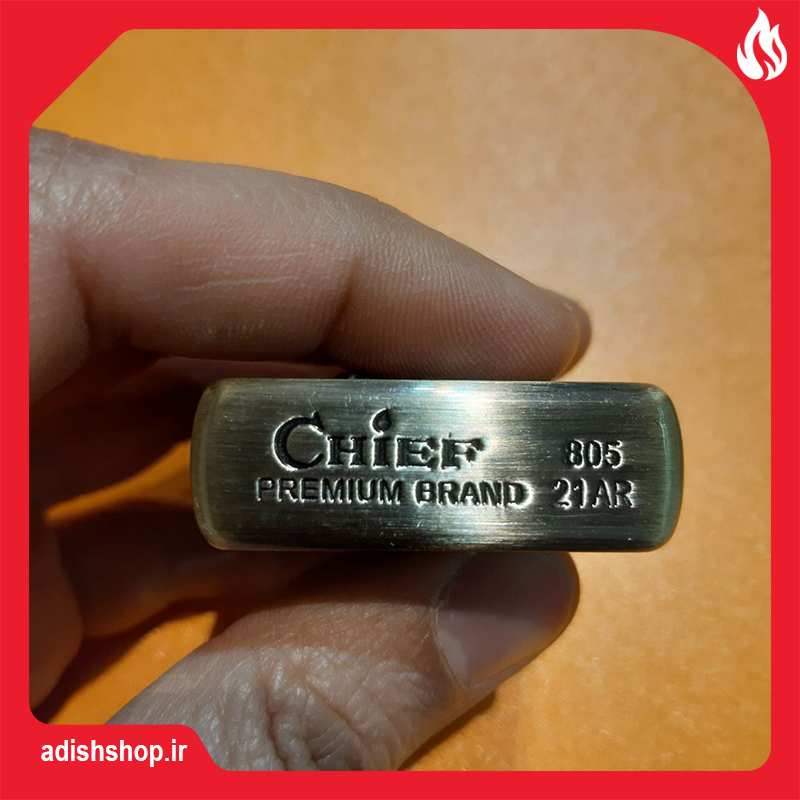 CHiEF 805
PREMIUM BRAND 21AR
adishshop.ir